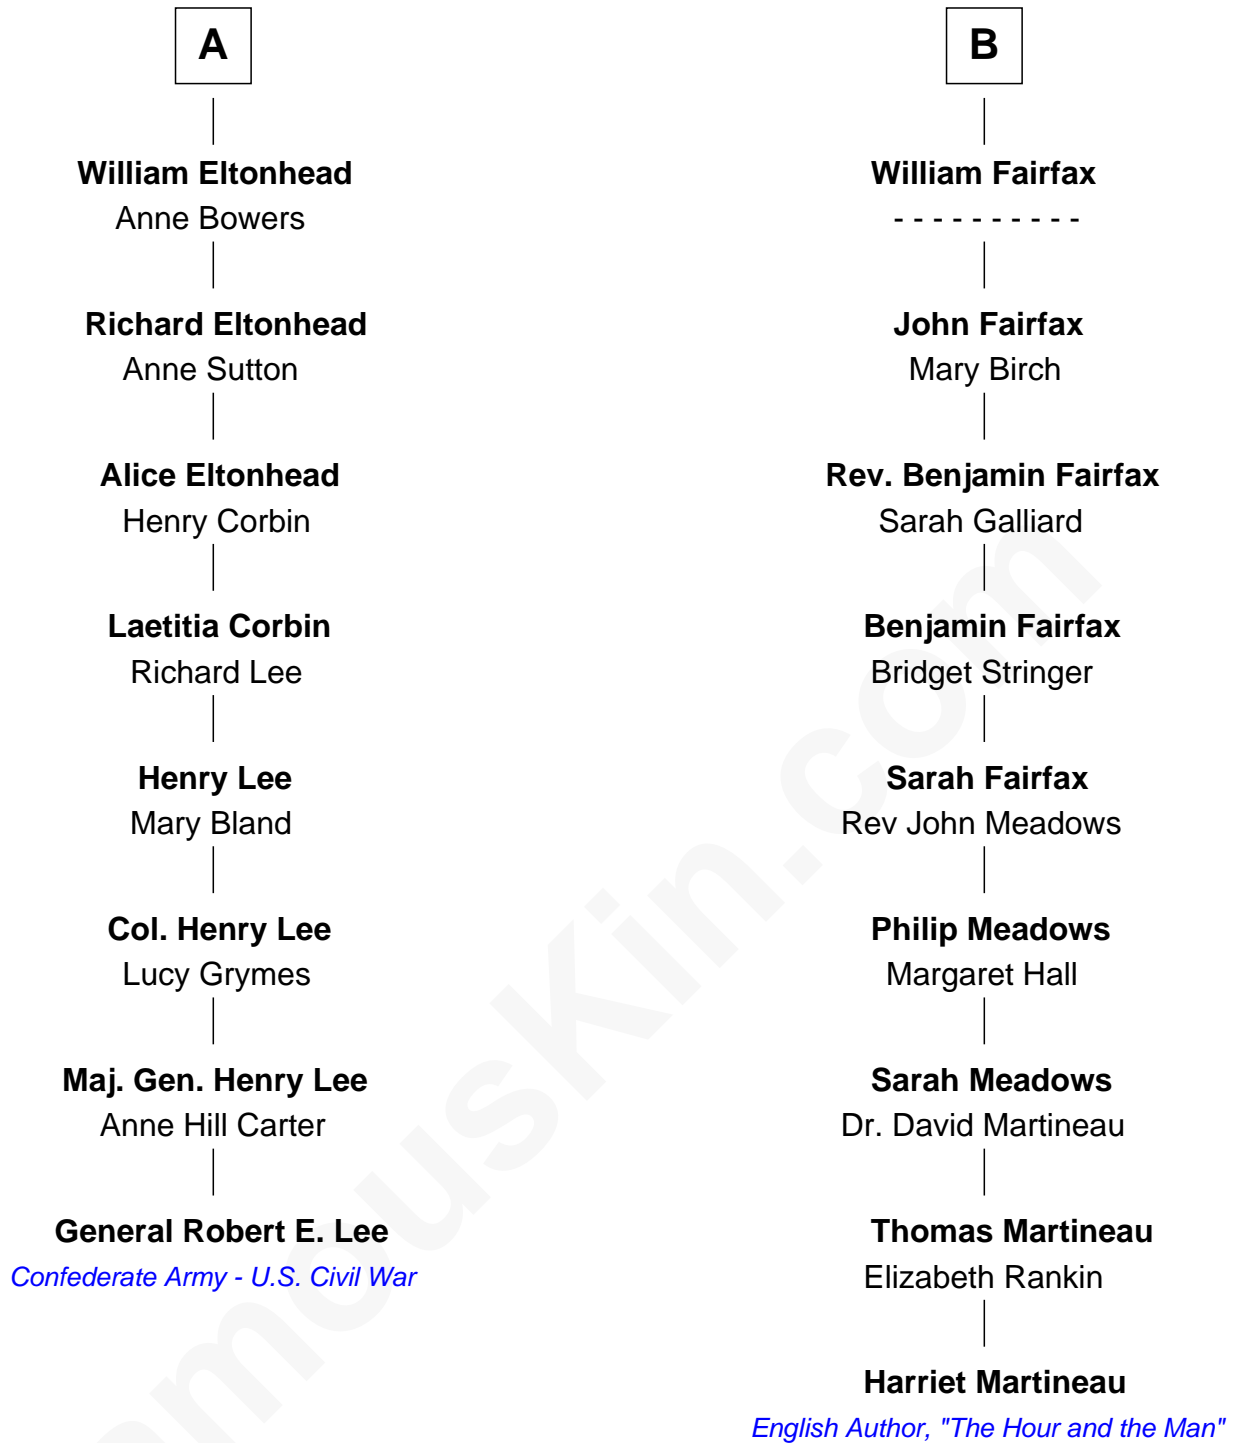 A
William Eltonhead
Anne Bowers
Richard Eltonhead
Anne Sutton
Alice Eltonhead
Henry Corbin
Laetitia Corbin
Richard Lee
Henry Lee
Mary Bland
Col. Henry Lee
Lucy Grymes
Maj. Gen. Henry Lee
Anne Hill Carter
General Robert E. Lee
Confederate Army - U.S. Civil War
B
William Fairfax
- - - - - - - - - -
John Fairfax
Mary Birch
Rev. Benjamin Fairfax
Sarah Galliard
Benjamin Fairfax
Bridget Stringer
Sarah Fairfax
Rev John Meadows
Philip Meadows
Margaret Hall
Sarah Meadows
Dr. David Martineau
Thomas Martineau
Elizabeth Rankin
Harriet Martineau
English Author, "The Hour and the Man"
amouskin.com